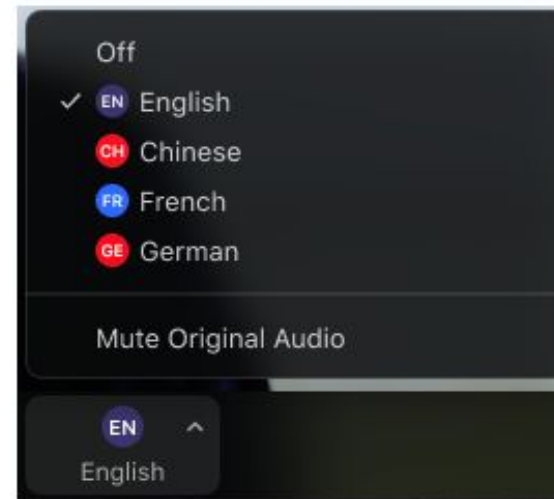 Off
EN English
CH Chinese
FR French
GE German
Mute Original Audio
EN
English